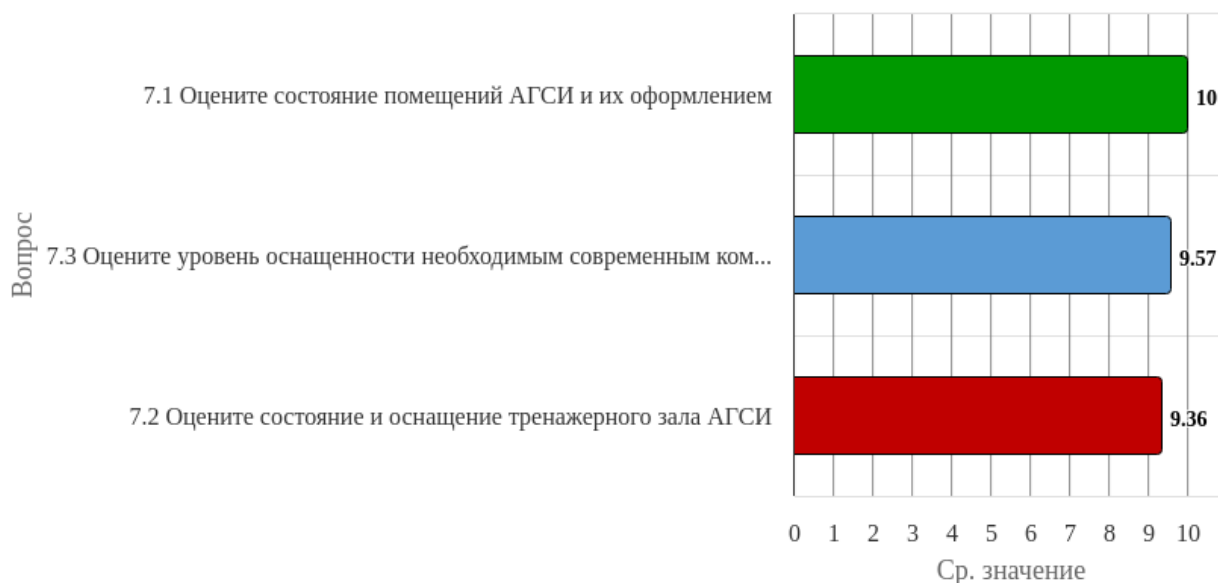 7.1 Оцените состояние помещений АГСИ и их оформлением
10
7.3 Оцените уровень оснащенности необходимым современным ком...
9.57
7.2 Оцените состояние и оснащение тренажерного зала АГСИ
9.36
Вопрос
0 1 2 3 4 5 6 7 8 9 10
Ср. значение